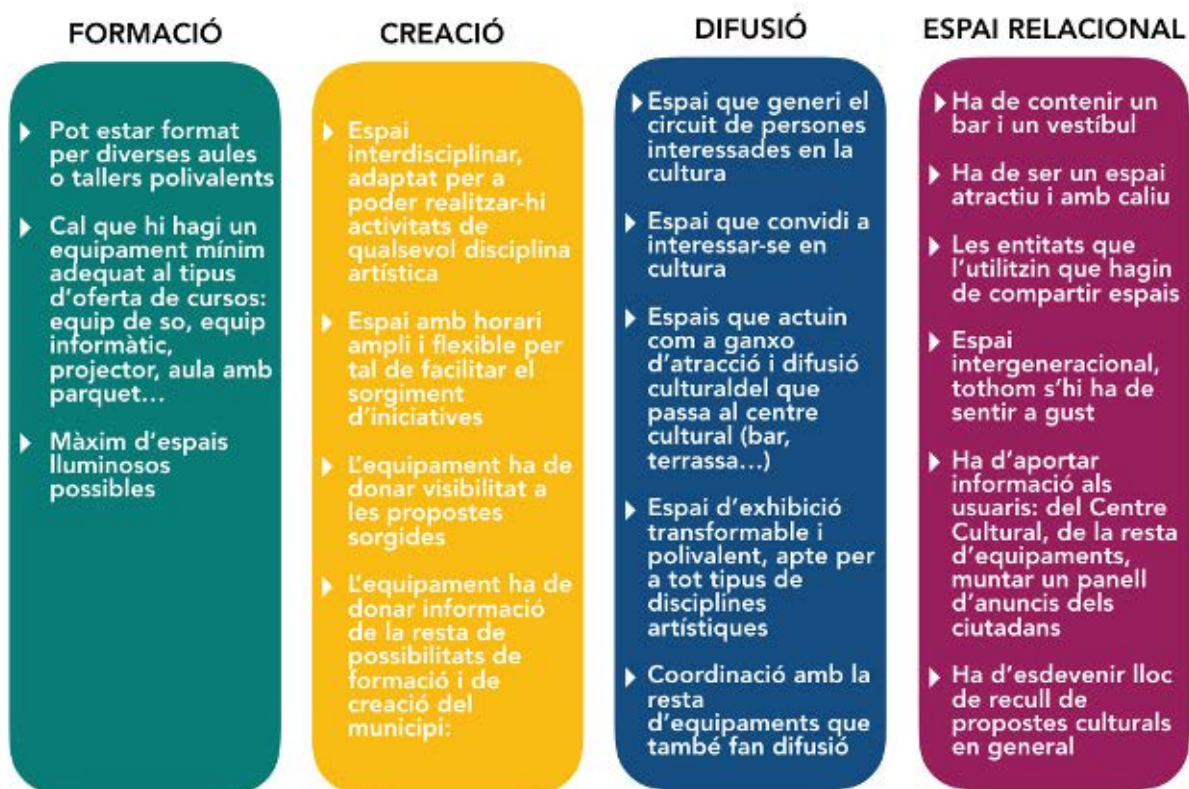 FORMACIÓ
Pot estar format
per diverses aules
o tallers polivalents
Cal que hi hagi un
equipament mínim
adequat al tipus
d'oferta de cursos:
equip de so, equip
informàtic,
projector, aula amb
parquet...
Màxim d'espais
lluminosos
possibles
CREACIÓ
Espai
interdisciplinar,
adaptat per a
poder realitzar-hi
activitats de
qualsevol disciplina
artística
Espai amb horari
ampli i flexible per
tal de facilitar el
sorgiment
d'iniciatives
L'equipament ha de
donar visibilitat a
les propostes
sorgides
L'equipament ha de
donar informació
de la resta de
possibilitats de
formació i de
creació del
municipi:
DIFUSIÓ
Espai que generi el
circuit de persones
interessades en la
cultura
Espai que convidi a
interessar-se en
cultura
Espais que actuin
com a ganxo
d'atracció i difusió
culturaldel que
passa al centre
cultural (bar,
terrassa...)
Espai d'exhibició
transformable i
polivalent, apte per
a tot tipus de
disciplines
artístiques
Coordinació amb la
resta
d'equipaments que
també fan difusió
ESPAI RELACIONAL
Ha de contenir un
bar i un vestíbul
Ha de ser un espai
atractiu i amb caliu
Les entitats que
l'utilitzin que hagin
de compartir espais
Espai
intergeneracional,
tothom s'hi ha de
sentir a gust
Ha d'aportar
informació als
usuaris: del Centre
Cultural, de la resta
d'equipaments,
muntar un panell
d'anuncis dels
ciutadans
Ha d'esdevenir lloc
de recull de
propostes culturals
en general